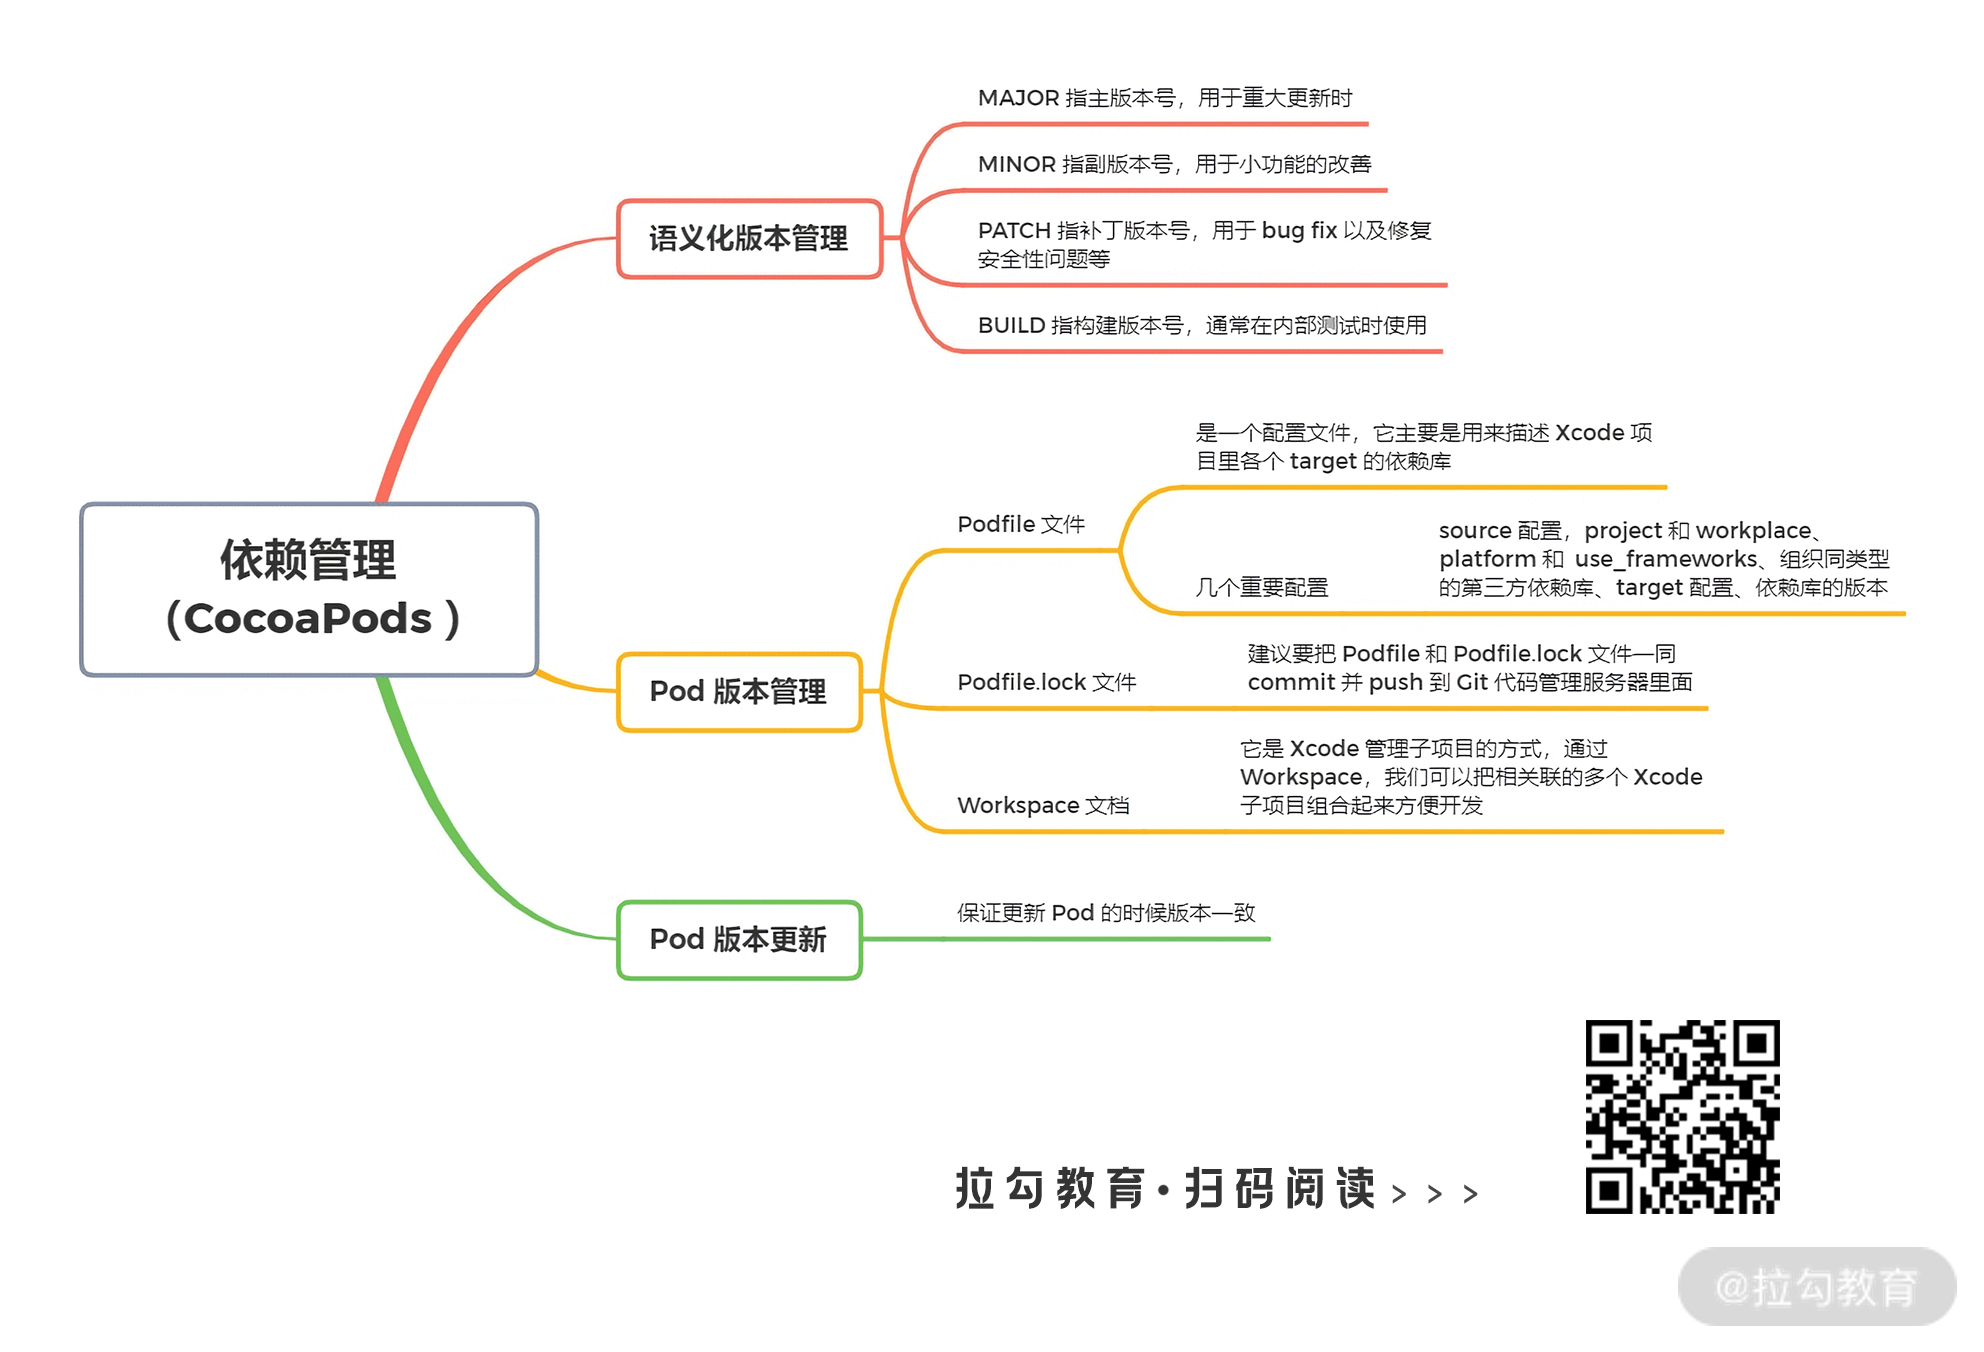 MAJOR 指主版本号，用于重大更新时
MINOR 指副版本号，用于小功能的改善
语义化版本管理
PATCH 指补丁版本号，用于 bug fix 以及修复
安全性问题等
BUILD 指构建版本号，通常在内部测试时使用
依赖管理
（CocoaPods ）
是一个配置文件，它主要是用来描述 Xcode 项
目里各个 target 的依赖库
Podfile 文件
几个重要配置
source 配置，project 和 workplace、
platform 和 use_frameworks、组织同类型
的第三方依赖库、target 配置、依赖库的版本
Pod 版本管理
Podfile.lock 文件
建议要把 Podfile 和 Podfile.lock 文件一同
commit 并 push 到 Git 代码管理服务器里面
Workspace 文档
它是 Xcode 管理子项目的方式，通过
Workspace，我们可以把相关联的多个 Xcode
子项目组合起来方便开发
Pod 版本更新
保证更新 Pod 的时候版本一致
拉勾教育·扫码阅读 > > >
@拉勾教育